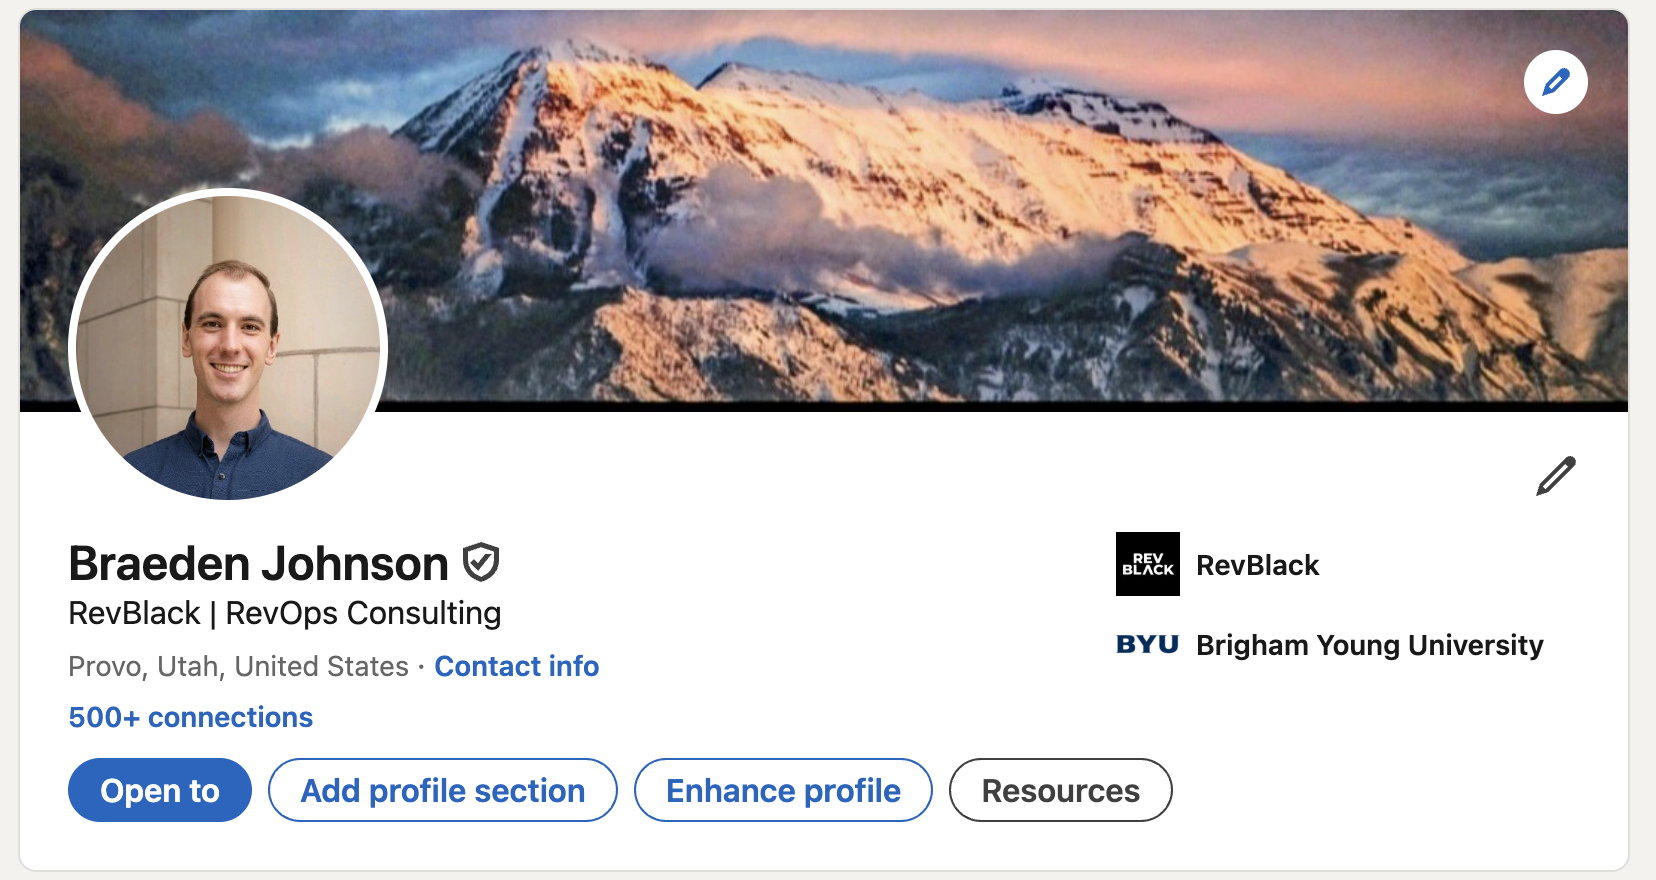 Braeden Johnson
RevBlack | RevOps Consulting
Provo, Utah, United States · Contact info
500+ connections
Open to
Add profile section
Enhance profile
Resources
REV
BLACK
RevBlack
BYU
Brigham Young University